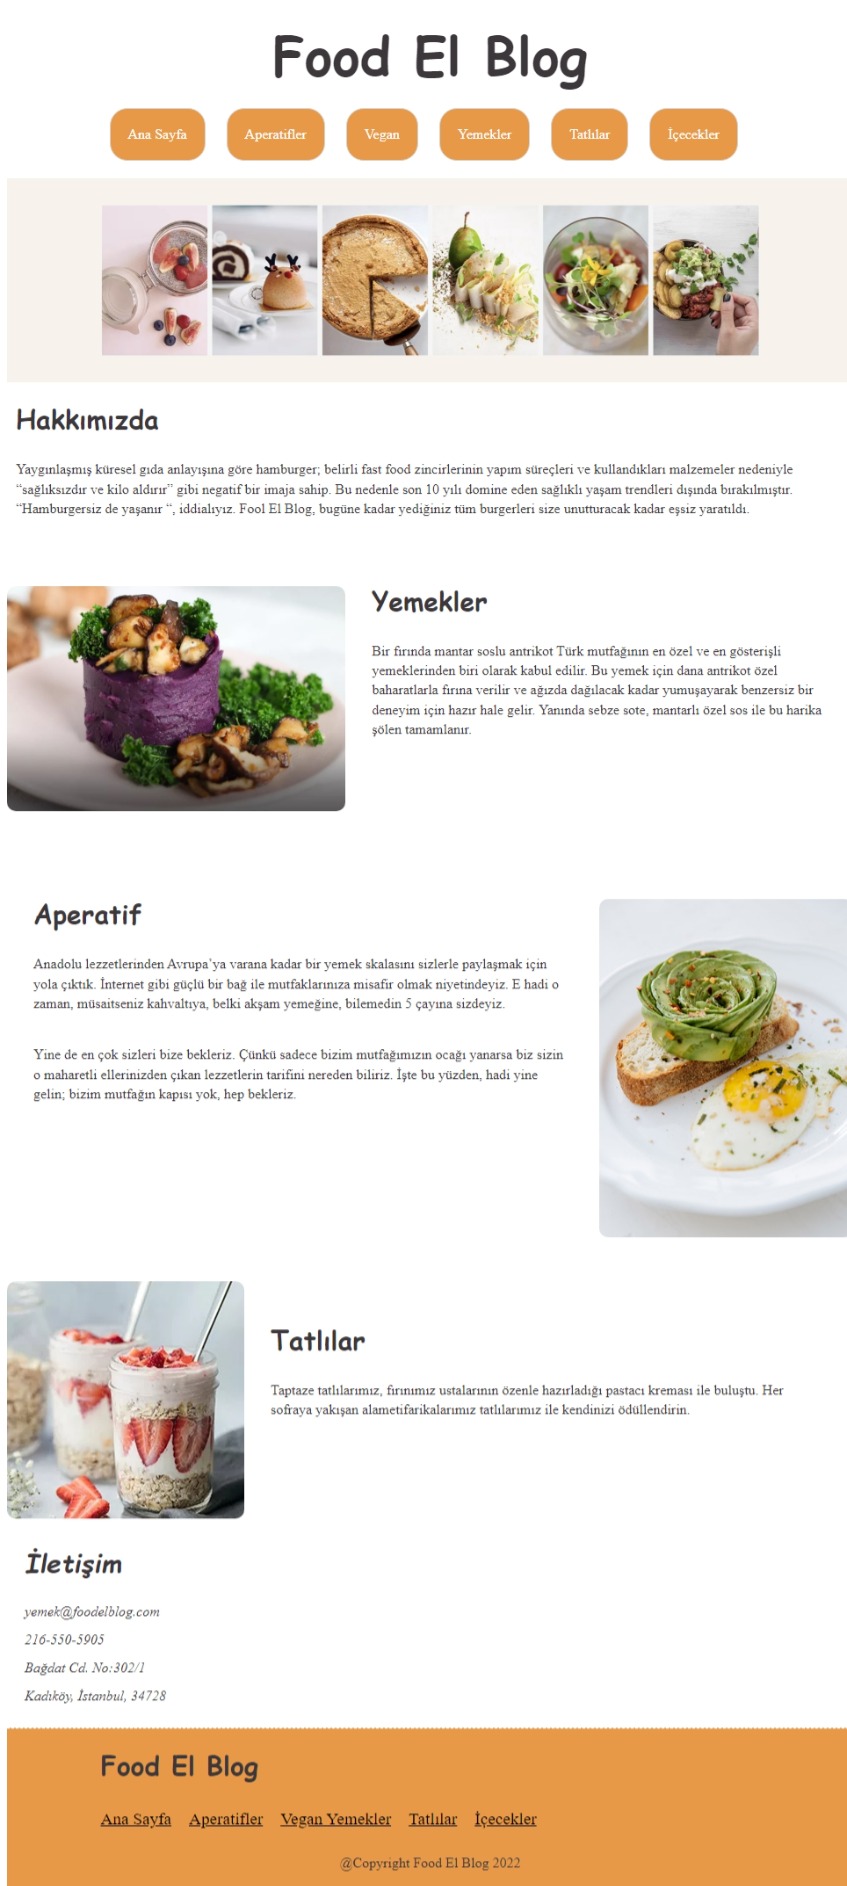 Food El Blog
Ana Sayfa Aperatifler Vegan Yemekler Tatlılar İçecekler
Hakkımızda
Yaygınlaşmış küresel gıda anlayışına göre hamburger; belirli fast food zincirlerinin yapım süreçleri ve kullandıkları malzemeler nedeniyle
“sağlıksızdır ve kilo aldırır” gibi negatif bir imaja sahip. Bu nedenle son 10 yılı domine eden sağlıklı yaşam trendleri dışında bırakılmıştır.
“Hamburgersiz de yaşanır “, iddialıyız. Fool El Blog, bugüne kadar yediğiniz tüm burgerleri size unutturacak kadar eşsiz yaratıldı.
Yemekler
Bir fırında mantar soslu antrikot Türk mutfağının en özel ve en gösterişli
yemeklerinden biri olarak kabul edilir. Bu yemek için dana antrikot özel
baharatlarla fırına verilir ve ağızda dağılacak kadar yumuşayarak benzersiz bir
deneyim için hazır hale gelir. Yanında sebze sote, mantarlı özel sos ile bu harika
şölen tamamlanır.
Aperatif
Anadolu lezzetlerinden Avrupa’ya varana kadar bir yemek skalasını sizlerle paylaşmak için
yola çıktık. İnternet gibi güçlü bir bağ ile mutfaklarınıza misafir olmak niyetindeyiz. E hadi o
zaman, müsaitseniz kahvaltıya, belki akşam yemeğine, bilemedin 5 çayına sizdeyiz.
Yine de en çok sizleri bize bekleriz. Çünkü sadece bizim mutfağımızın ocağı yanarsa biz sizin
o maharetli ellerinizden çıkan lezzetlerin tarifini nereden biliriz. İşte bu yüzden, hadi yine
gelin; bizim mutfağın kapısı yok, hep bekleriz.
Tatlılar
Taptaze tatlılarımız, fırınımız ustalarının özenle hazırladığı pastacı kreması ile buluştu. Her
sofraya yakışan alametifarikalarımız tatlılarımız ile kendinizi ödüllendirin.
İletişim
yemek@foodelblog.com
216-550-5905
Bağdat Cd. No:302/1
Kadıköy, İstanbul, 34728
Food El Blog
Ana Sayfa Aperatifler Vegan Yemekler Tatlılar İçecekler
@Copyright Food El Blog 2022